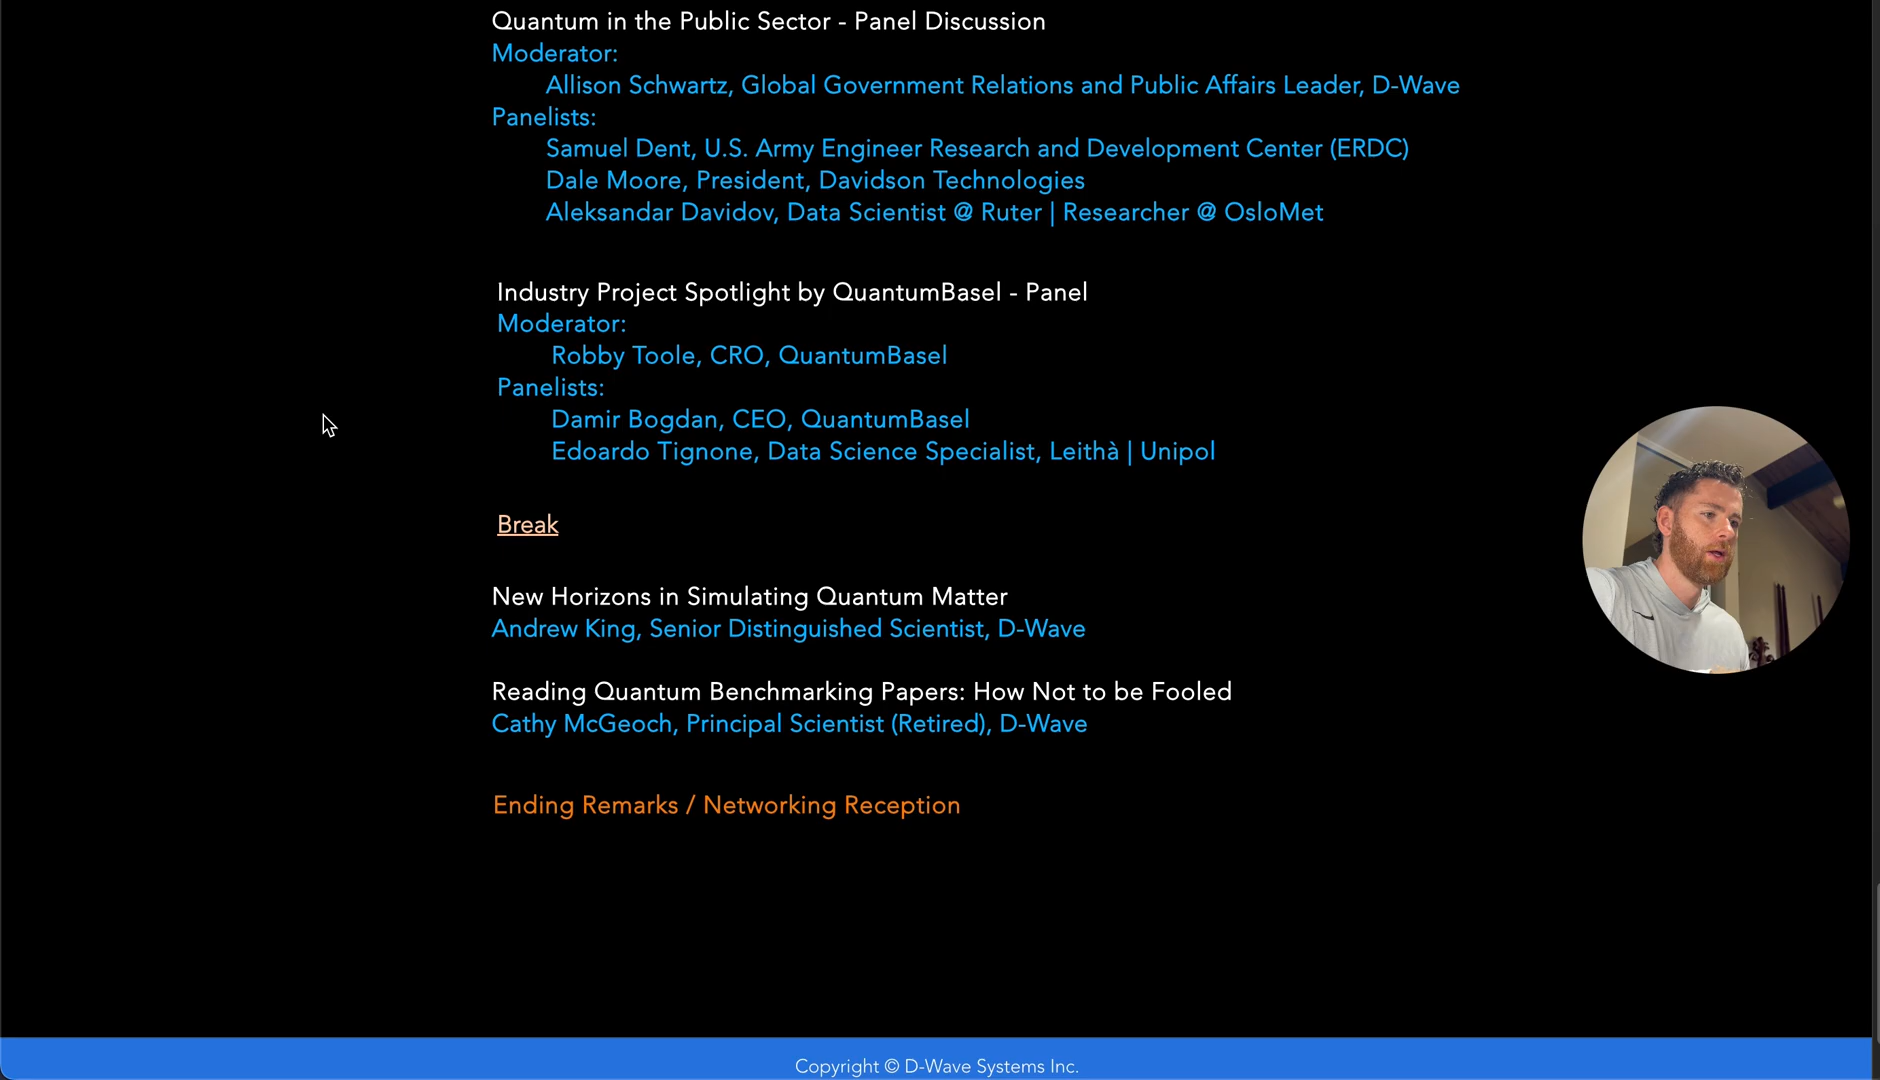 Quantum in the Public Sector - Panel Discussion
Moderator:
Allison Schwartz, Global Government Relations and Public Affairs Leader, D-Wave
Panelists:
Samuel Dent, U.S. Army Engineer Research and Development Center (ERDC)
Dale Moore, President, Davidson Technologies
Aleksandar Davidov, Data Scientist @ Ruter | Researcher @ OsloMet
Industry Project Spotlight by QuantumBasel - Panel
Moderator:
Robby Toole, CRO, QuantumBasel
Panelists:
Damir Bogdan, CEO, QuantumBasel
Edoardo Tignone, Data Science Specialist, Leithà | Unipol
Break
New Horizons in Simulating Quantum Matter
Andrew King, Senior Distinguished Scientist, D-Wave
Reading Quantum Benchmarking Papers: How Not to be Fooled
Cathy McGeoch, Principal Scientist (Retired), D-Wave
Ending Remarks / Networking Reception
Copyright © D-Wave Systems Inc.